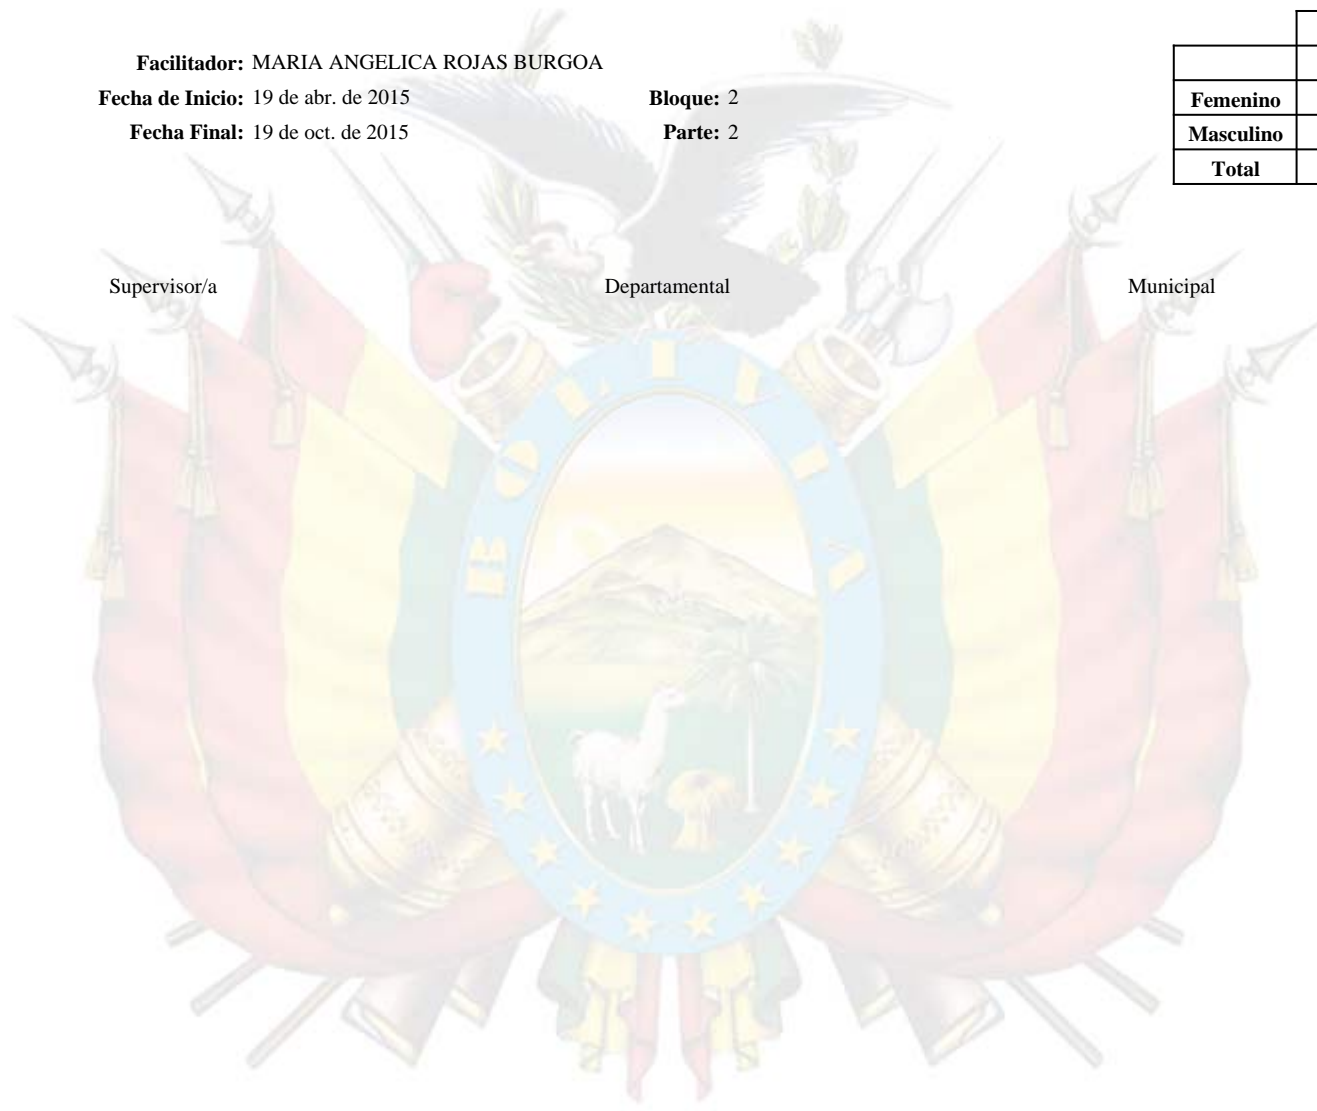 Facilitador: MARIA ANGELICA ROJAS BURGOA
Fecha de Inicio: 19 de abr. de 2015 Bloque: 2
Fecha Final: 19 de oct. de 2015 Parte: 2
Femenino
Masculino
Total
Supervisor/a Departamental Municipal
BOLIVIA